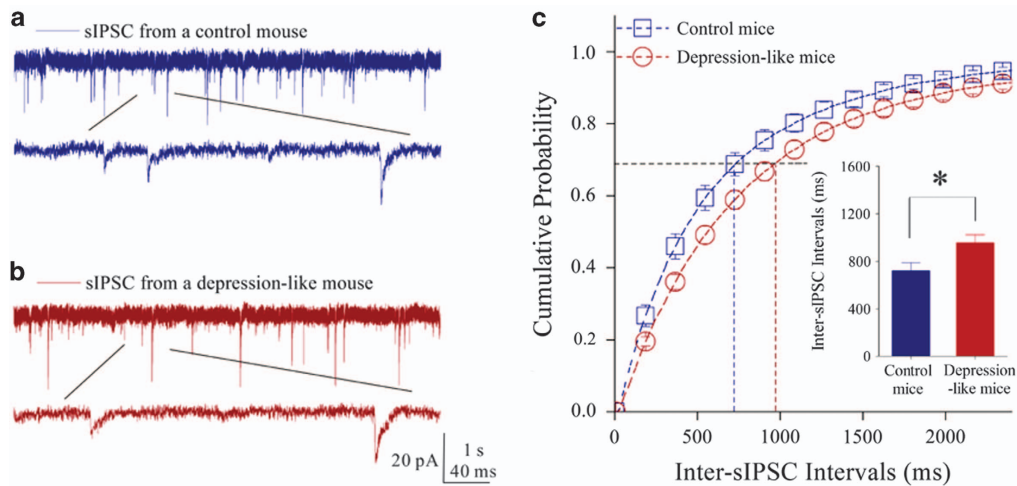 a
sIPSC from a control mouse
b
sIPSC from a depression-like mouse
20 pA
1 s
40 ms
c
Control mice
Depression-like mice
Cumulative Probability
1.0
0.8
0.6
0.4
0.2
0.0
0
500
1000
1500
2000
Inter-sIPSC Intervals (ms)
Inter-sIPSC Intervals (ms)
1600
1200
800
400
0
*
Control
mice
Depression
-like mice